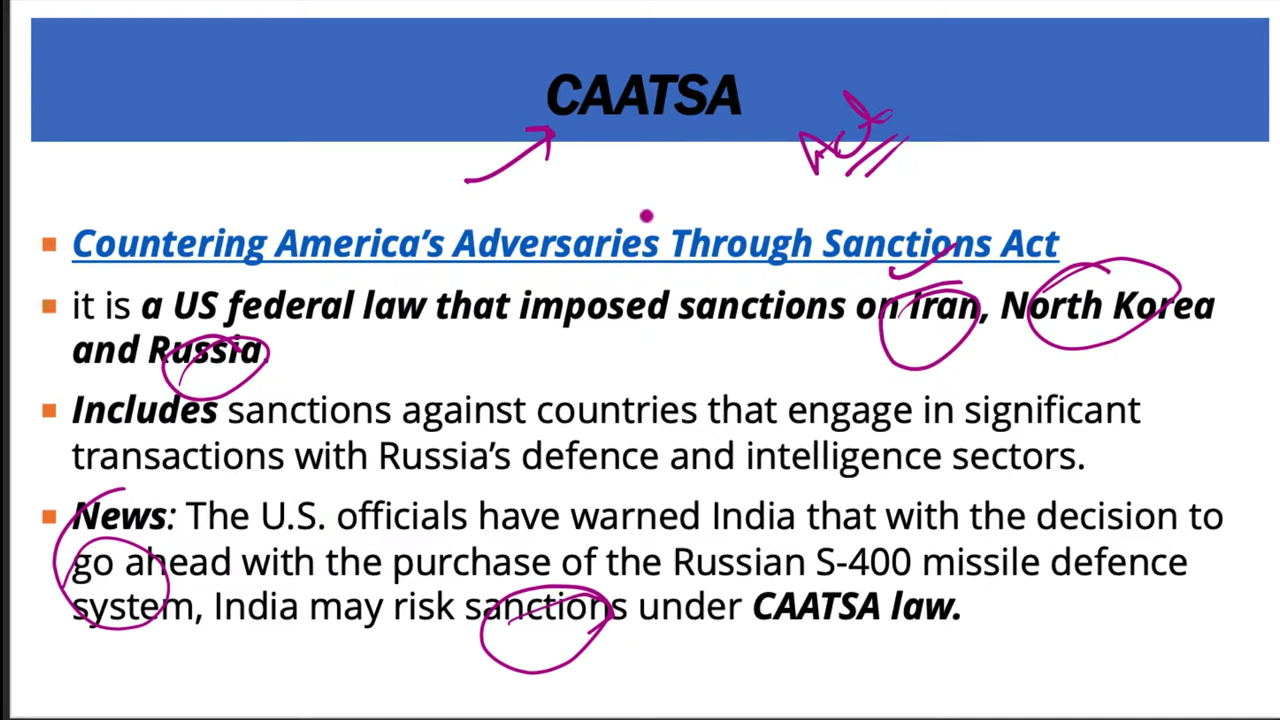 CAATSA
Act
Countering America's Adversaries Through Sanctions Act
it is a US federal law that imposed sanctions on Iran, North Korea
and Russia.
Includes sanctions against countries that engage in significant
transactions with Russia's defence and intelligence sectors.
News: The U.S. officials have warned India that with the decision to
go ahead with the purchase of the Russian S-400 missile defence
system, India may risk sanctions under CAATSA law.